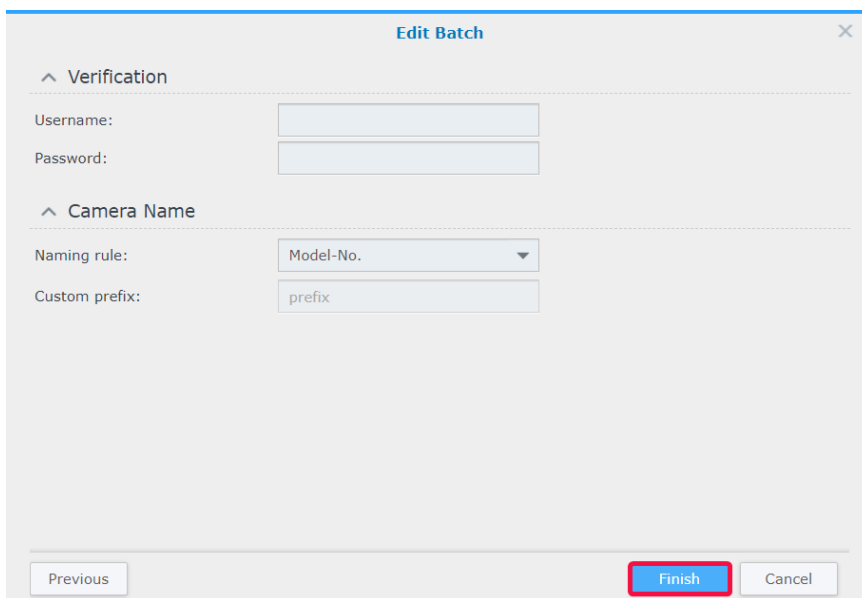 Edit Batch
Verification
Username:
Password:
Camera Name
Naming rule: Model-No.
Custom prefix: prefix
Previous Finish Cancel